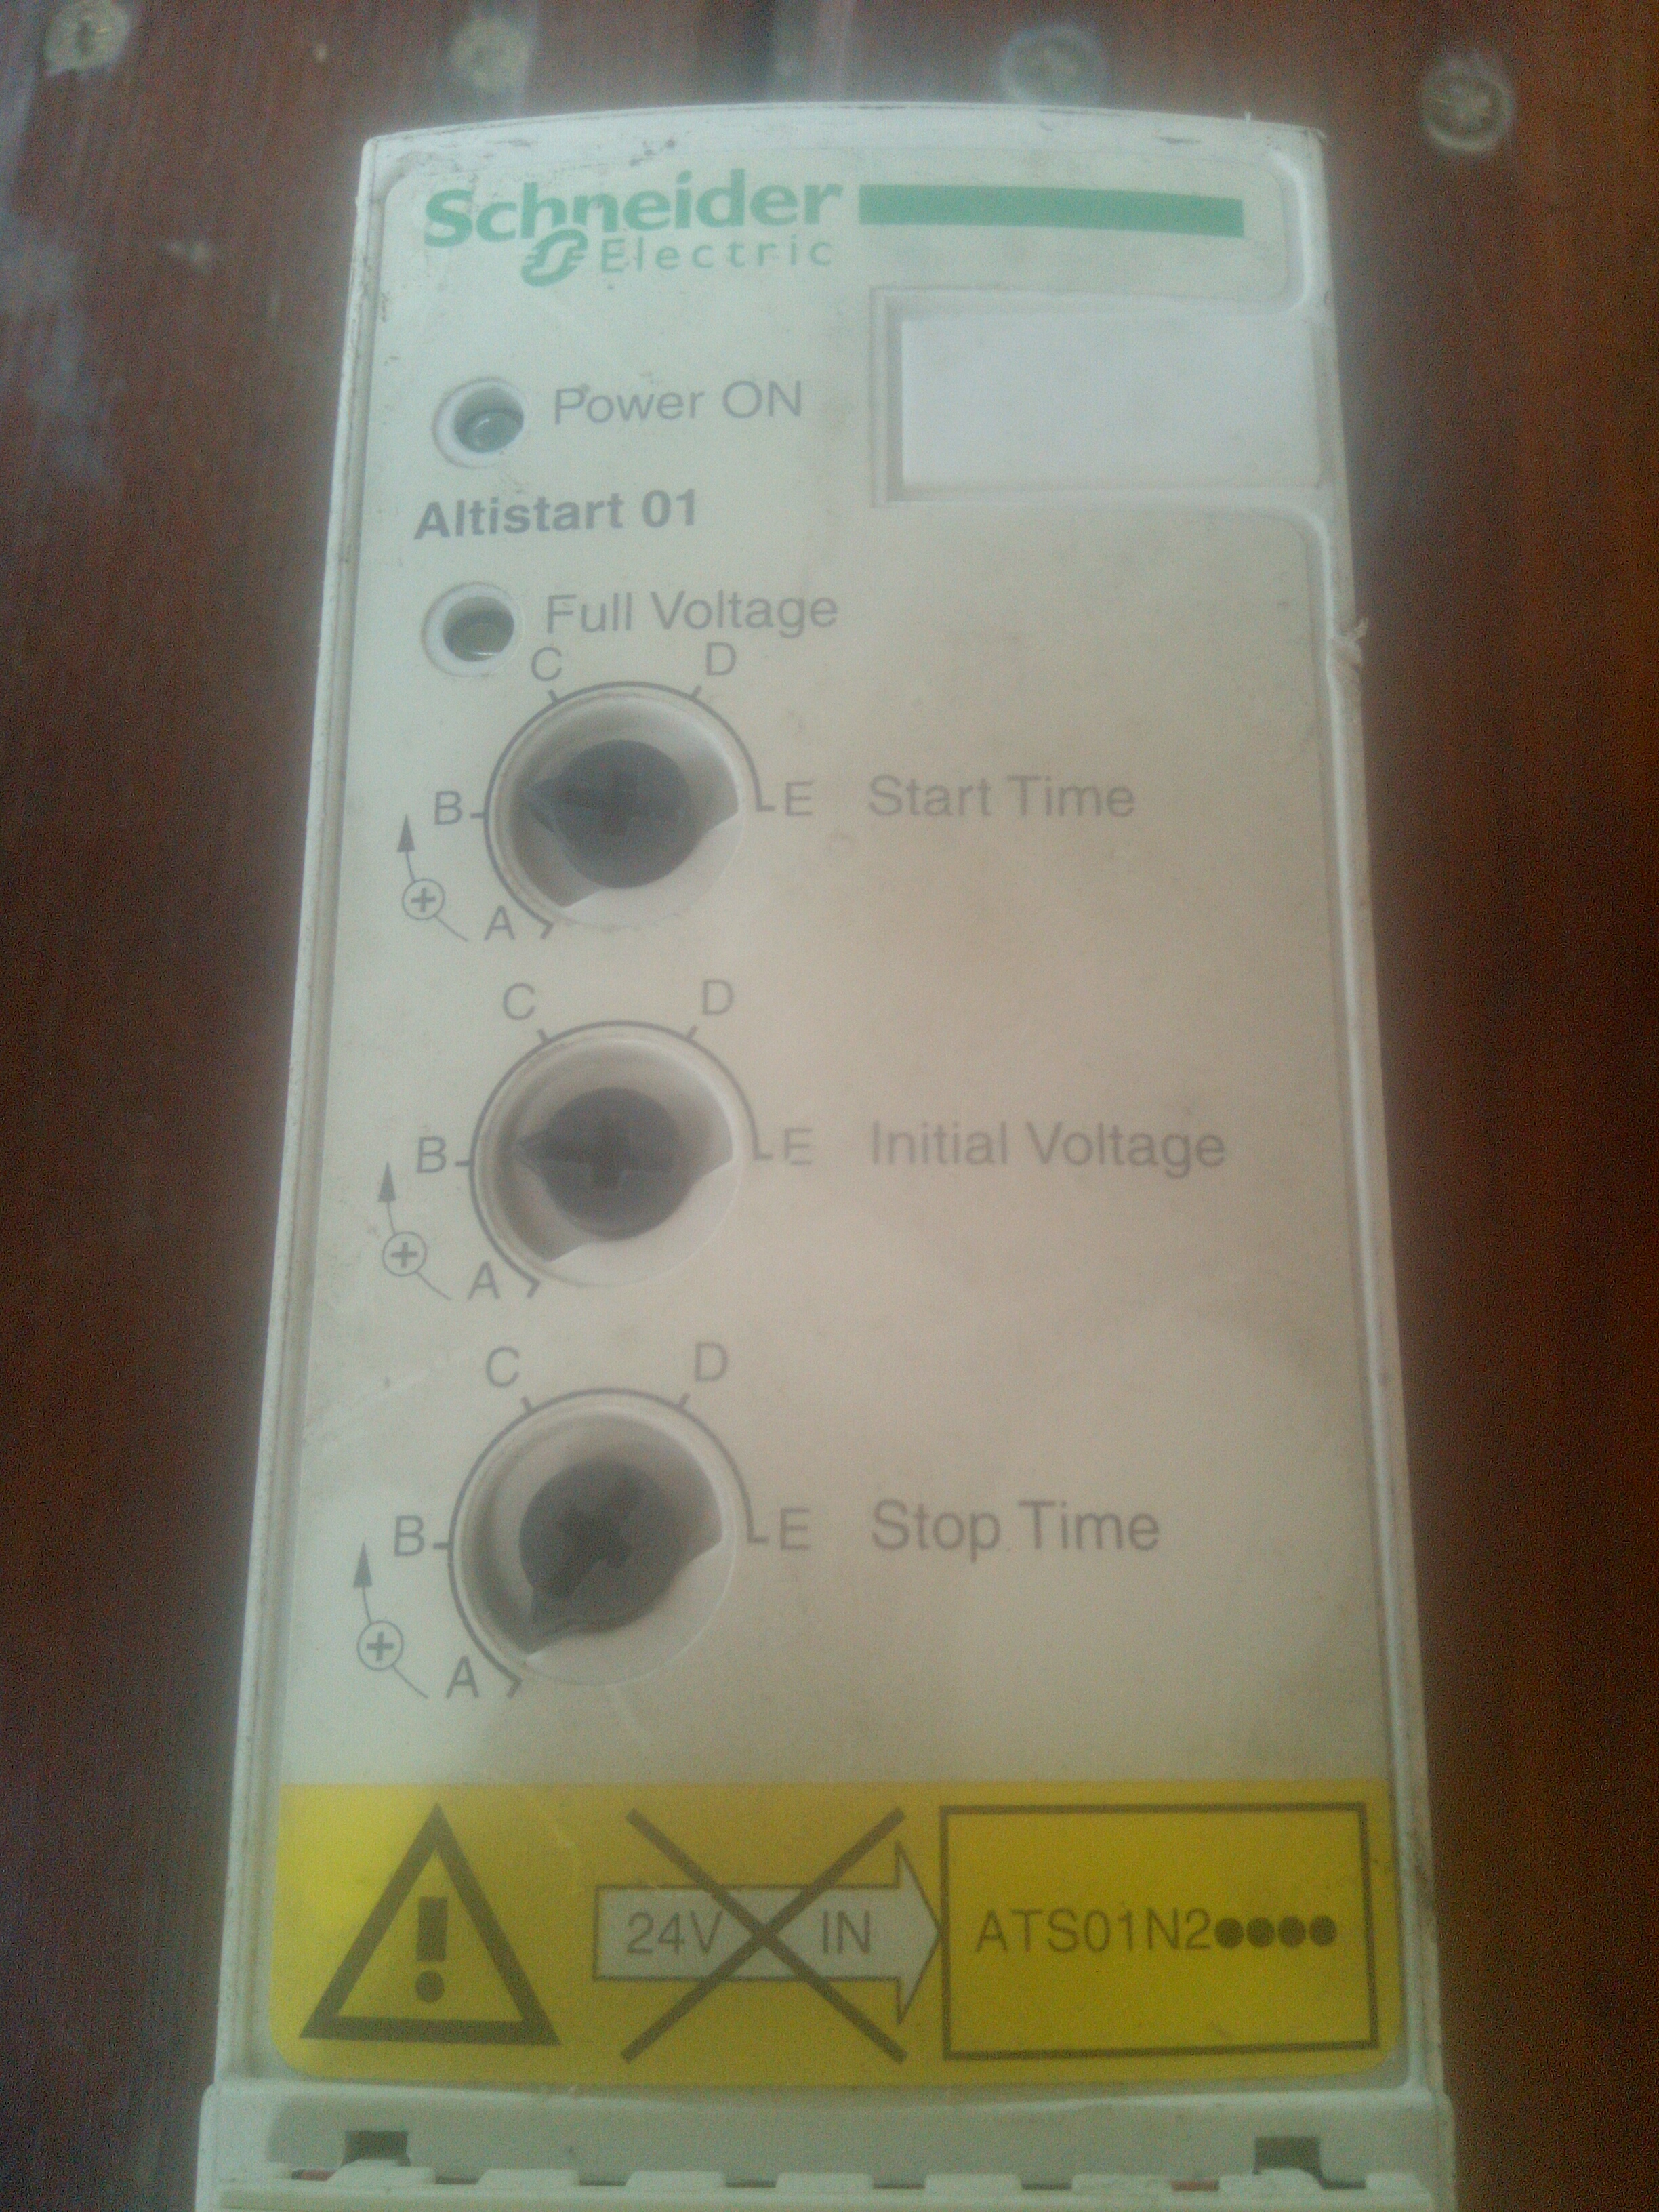 Schneider
Electric
Power ON
Altistart 01
Full Voltage
C D
B E Start Time
A
C D
B E Initial Voltage
A
C D
B E Stop Time
A
! 24V IN ATS01N2●●●●